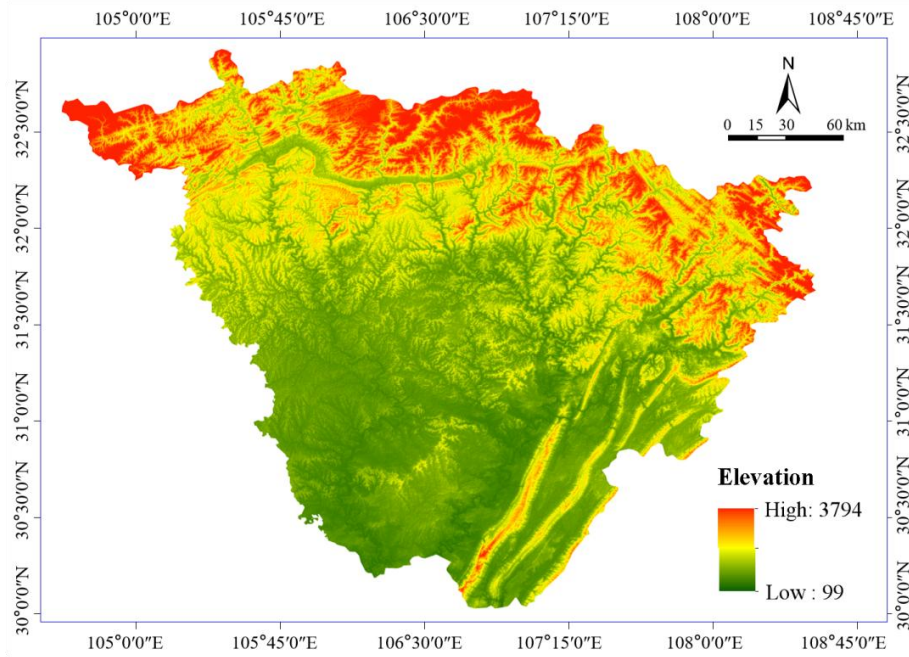 105°0′0″E 105°45′0″E 106°30′0″E 107°15′0″E 108°0′0″E 108°45′0″E
N
0 15 30 60 km
32°30′0″N 32°30′0″N
32°0′0″N 32°0′0″N
31°30′0″N 31°30′0″N
31°0′0″N 31°0′0″N
30°30′0″N 30°30′0″N
30°0′0″N 30°0′0″N
Elevation
High: 3794
Low : 99
105°0′0″E 105°45′0″E 106°30′0″E 107°15′0″E 108°0′0″E 108°45′0″E